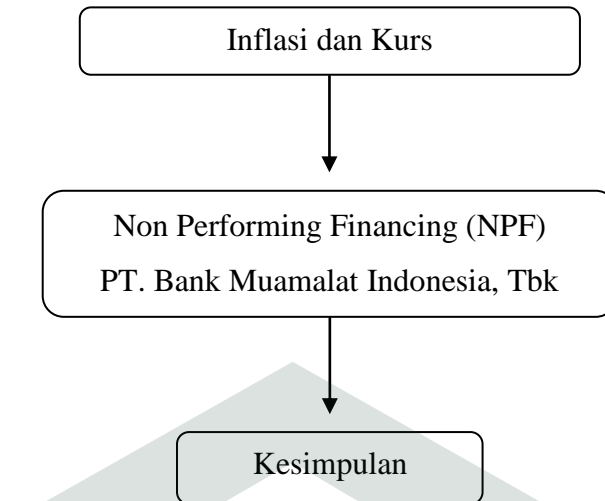 Inflasi dan Kurs
Non Performing Financing (NPF)
PT. Bank Muamalat Indonesia, Tbk
Kesimpulan